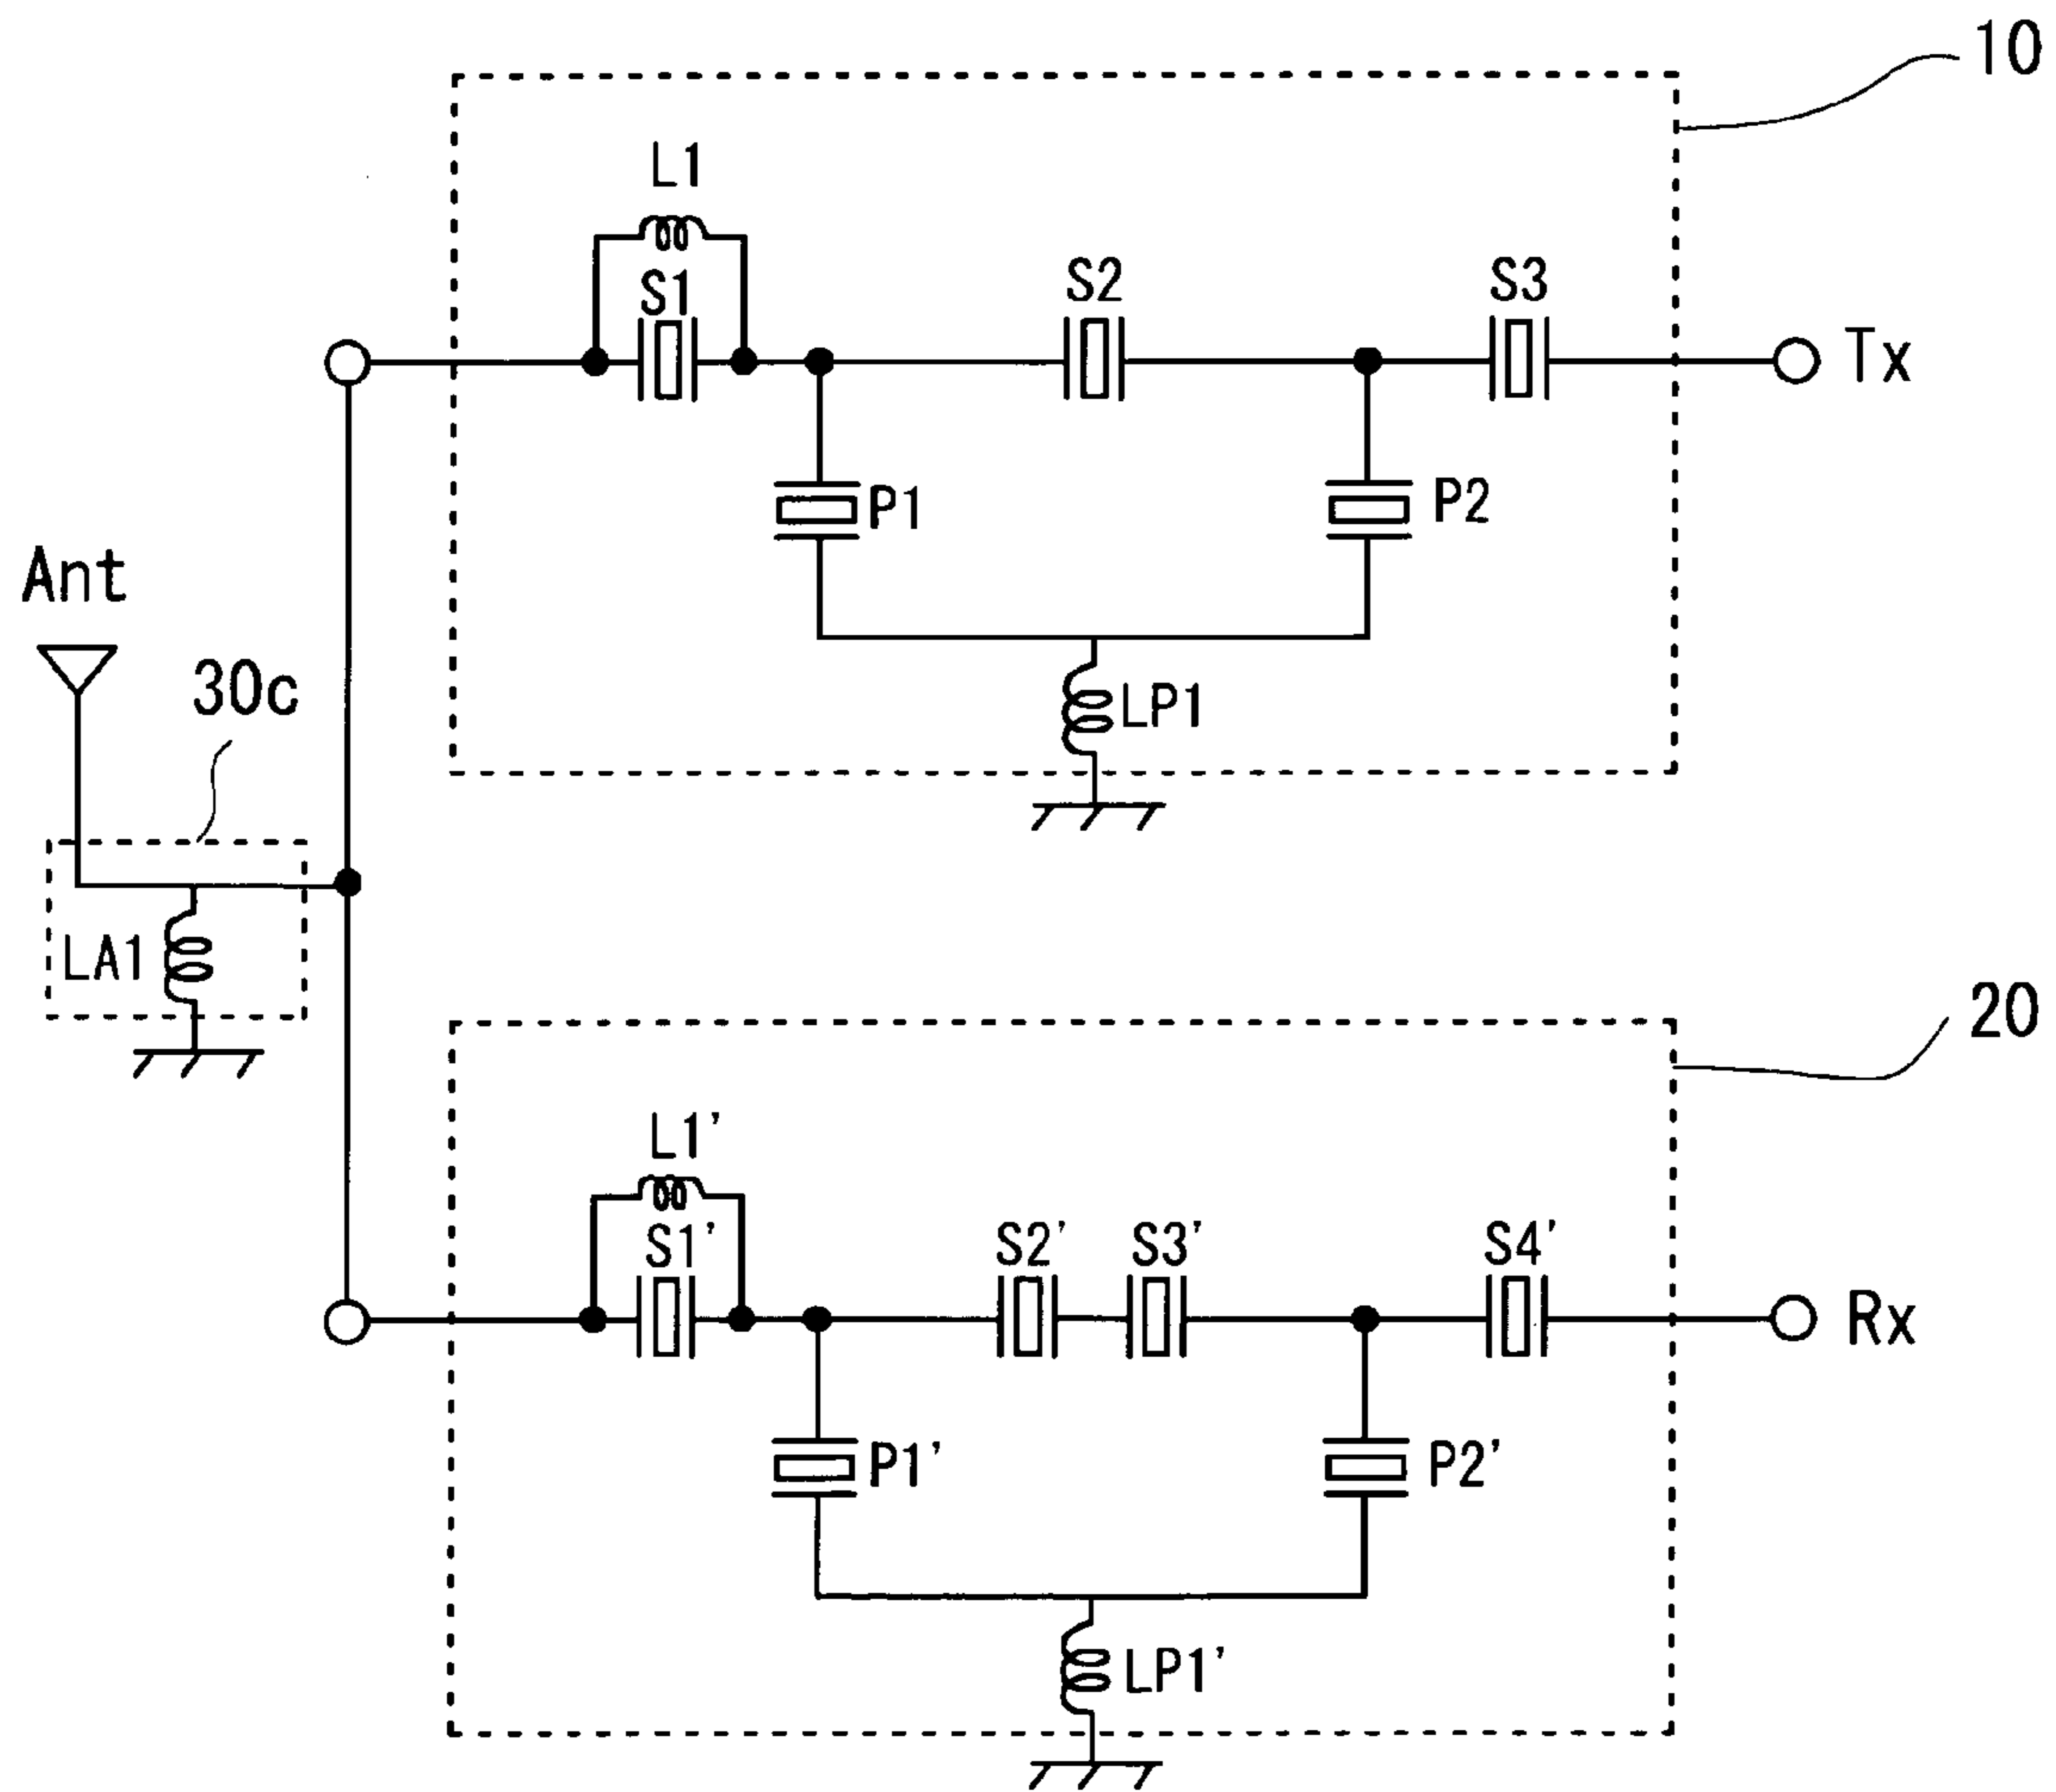 10
L1
S1
S2
S3
Tx
P1
P2
Ant
30c
LP1
LA1
20
L1'
S1'
S2'
S3'
S4'
Rx
P1'
P2'
LP1'